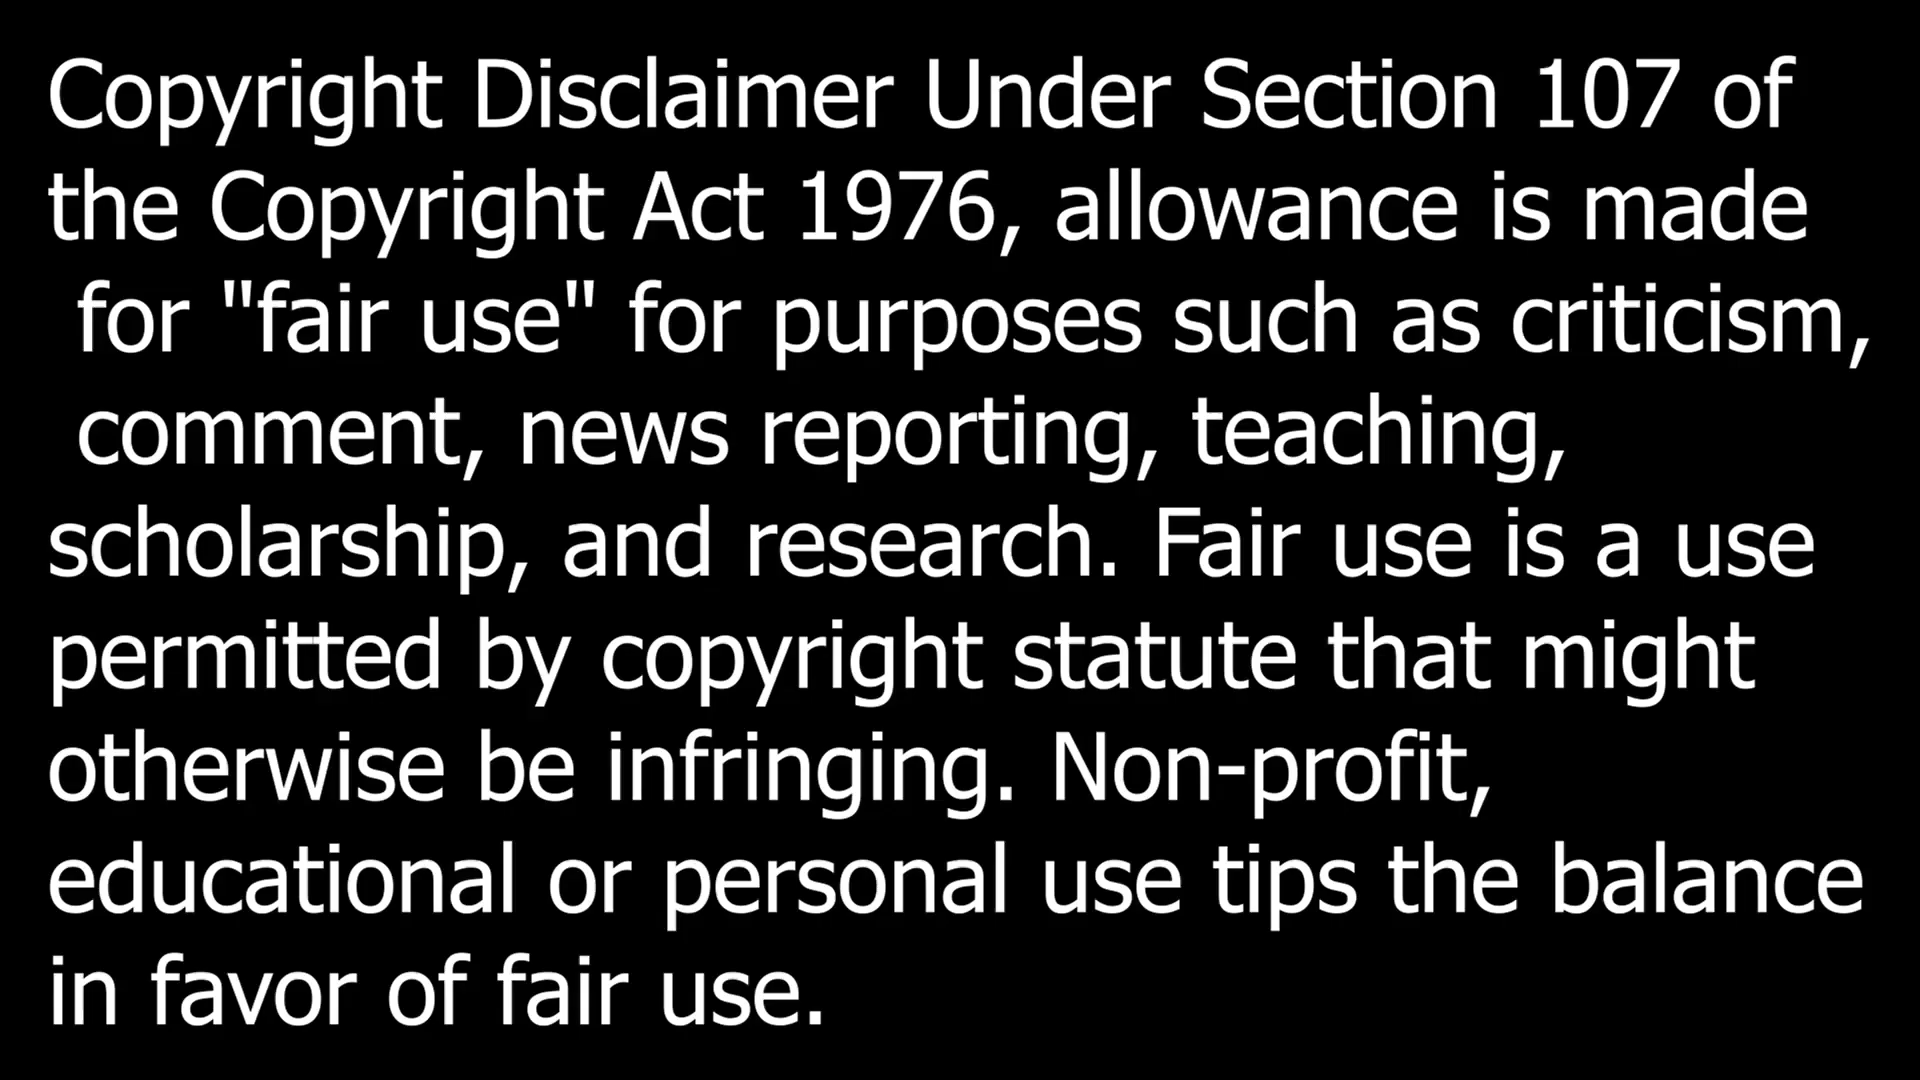 Copyright Disclaimer Under Section 107 of
the Copyright Act 1976, allowance is made
for "fair use" for purposes such as criticism,
comment, news reporting, teaching,
scholarship, and research. Fair use is a use
permitted by copyright statute that might
otherwise be infringing. Non-profit,
educational or personal use tips the balance
in favor of fair use.